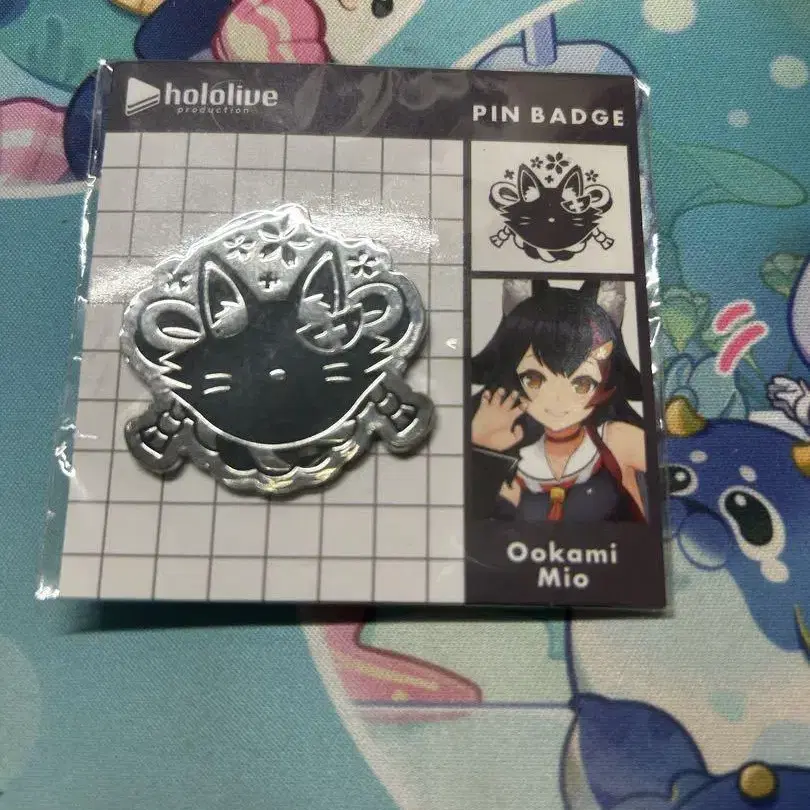 hololive
production
PIN BADGE
Ookami
Mio